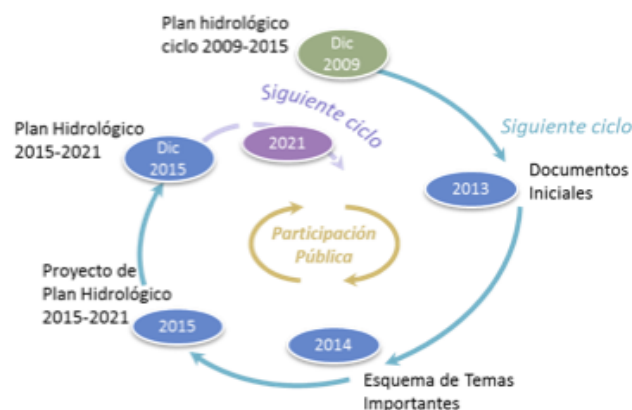 Plan hidrológico
ciclo 2009-2015
Dic
2009
Siguiente ciclo
Documentos
Iniciales
2013
Esquema de Temas
Importantes
2014
Proyecto de
Plan Hidrológico
2015-2021
2015
Plan Hidrológico
2015-2021
Dic
2015
Siguiente ciclo
2021
Participación
Pública